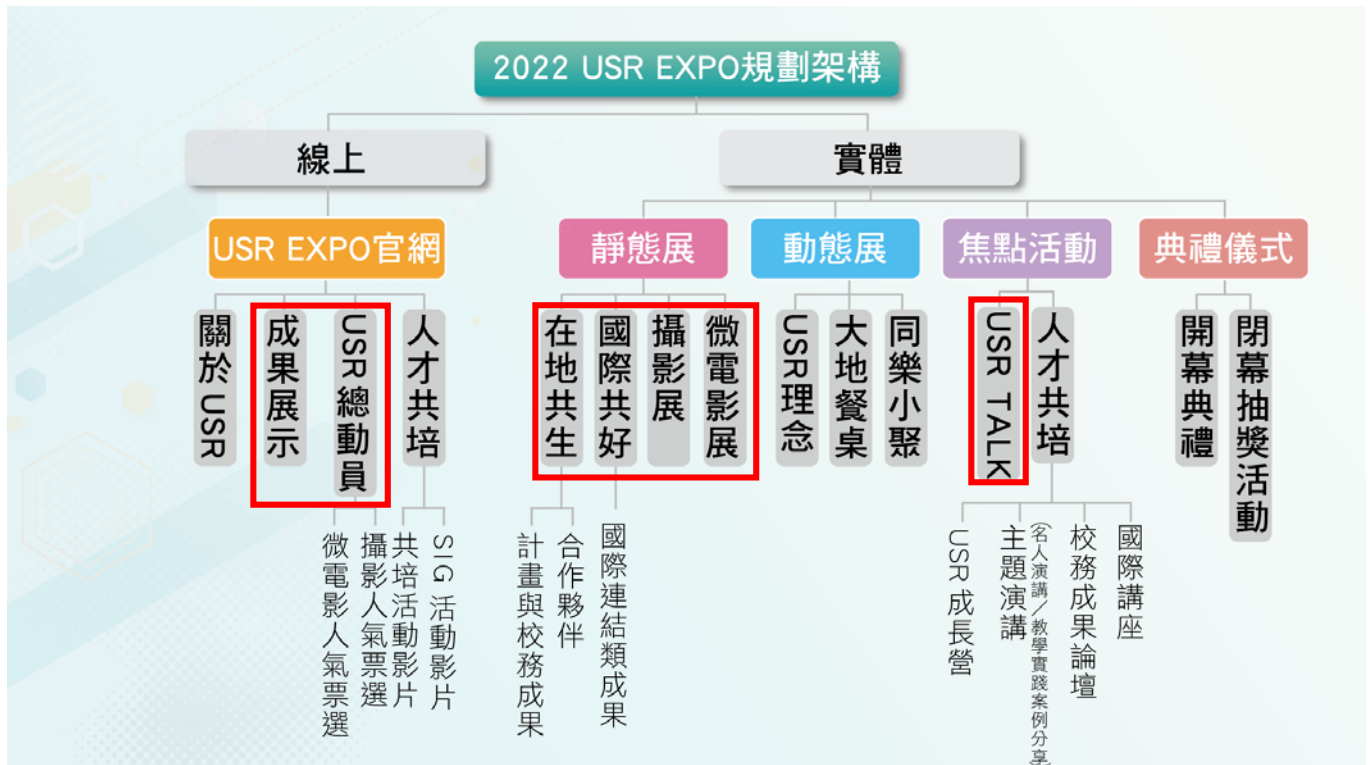 2022 USR EXPO規劃架構
線上
實體
USR EXPO官網
靜態展
動態展
焦點活動
典禮儀式
關於 USR
成果展示
USR 總動員
人才共培
在地共生
國際共好
攝影展
微電影展
USR理念
大地餐桌
同樂小聚
USR TALK
人才共培
開幕典禮
閉幕抽獎活動
微電影人氣票選
攝影人氣票選
共培活動影片
SIG 活動影片
計畫與校務成果
合作夥伴
國際連結類成果
USR 成長營
主題演講
(名人演講/教學實踐案例分享)
校務成果論壇
國際講座